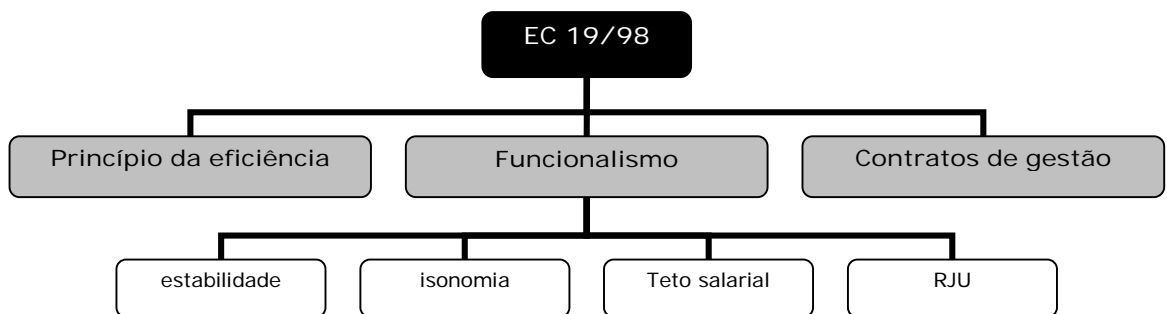 EC 19/98
Princípio da eficiência
Funcionalismo
Contratos de gestão
estabilidade
isonomia
Teto salarial
RJU